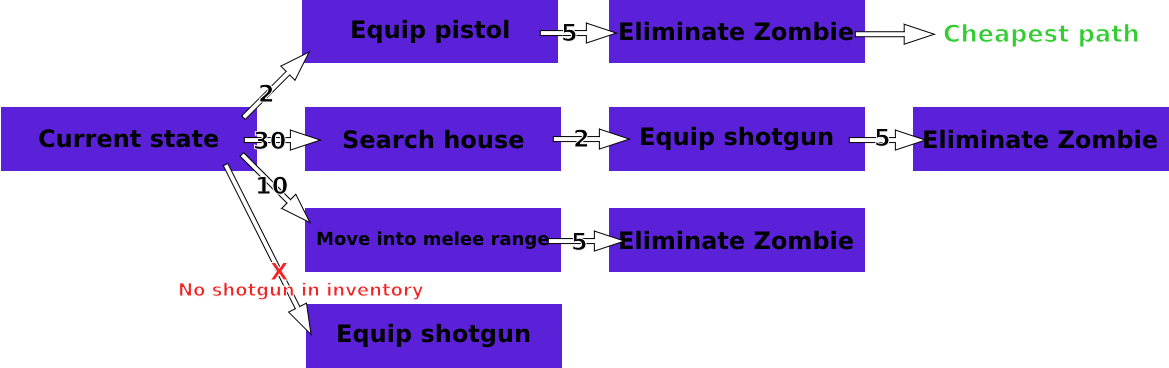 Equip pistol
5
Eliminate Zombie
Cheapest path
2
Current state
30
Search house
2
Equip shotgun
5
Eliminate Zombie
10
Move into melee range
5
Eliminate Zombie
X
No shotgun in inventory
Equip shotgun